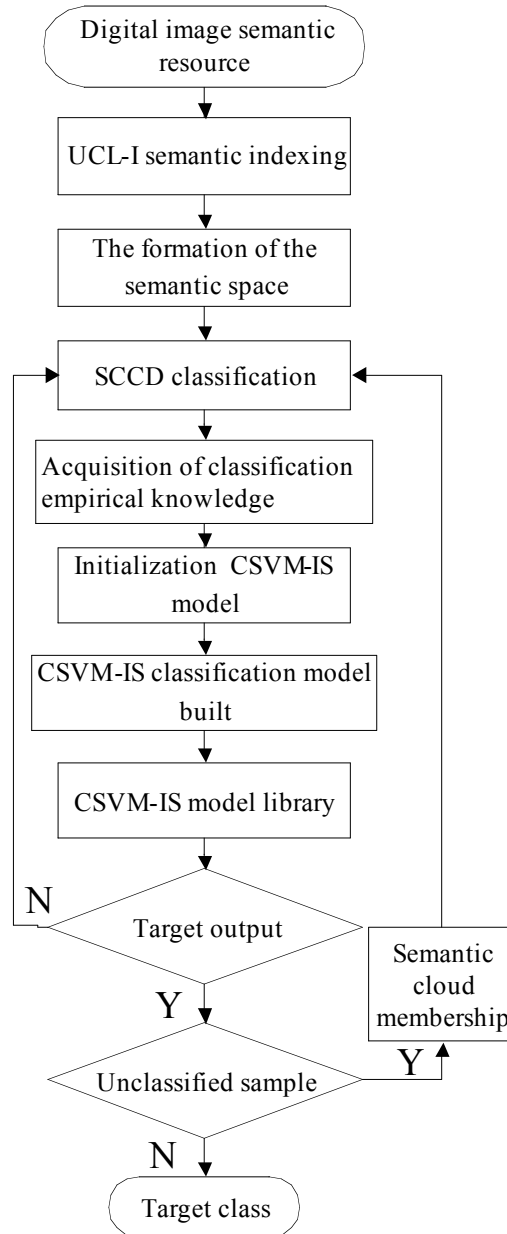 Digital image semantic
resource
UCL-I semantic indexing
The formation of the
semantic space
SCCD classification
Acquisition of classification
empirical knowledge
Initialization CSVM-IS
model
CSVM-IS classification model
built
CSVM-IS model library
N
Target output
Semantic
cloud
membership
Y
Unclassified sample
Y
N
Target class